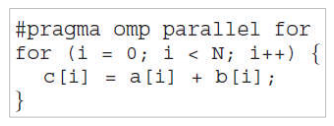 #pragma omp parallel for
for (i = 0; i < N; i++) {
  c[i] = a[i] + b[i];
}